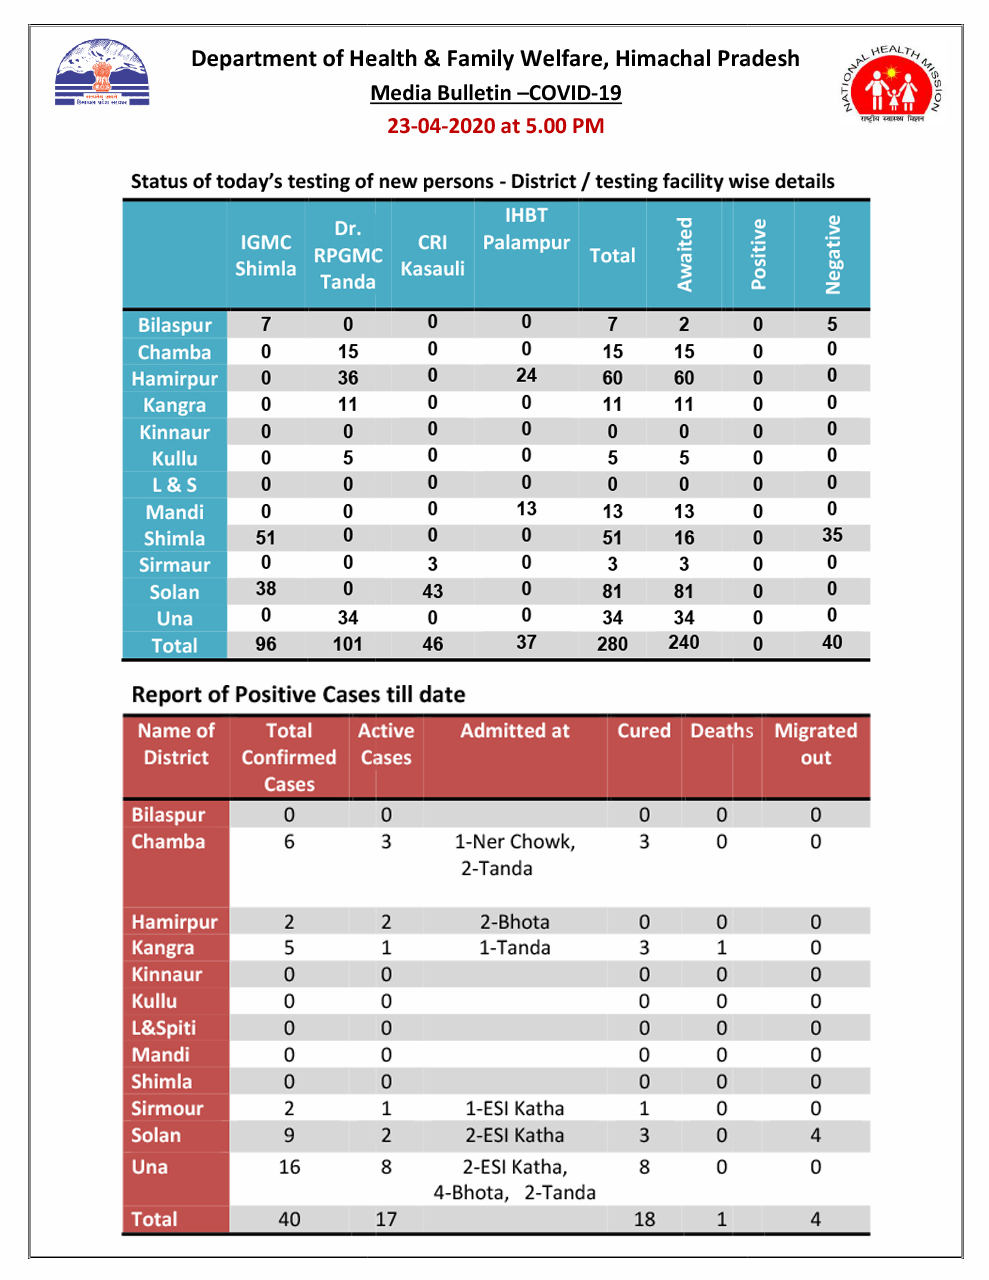 Department of Health & Family Welfare, Himachal Pradesh
Media Bulletin –COVID-19
23-04-2020 at 5.00 PM
हिमाचल प्रदेश सरकार
NATIONAL HEALTH MISSION
राष्ट्रीय स्वास्थ्य मिशन
Status of today's testing of new persons - District / testing facility wise details
IGMC Shimla Dr. RPGMC Tanda CRI Kasauli IHBT Palampur Total Awaited Positive Negative
Bilaspur 7 0 0 0 7 2 0 5
Chamba 0 15 0 0 15 15 0 0
Hamirpur 0 36 0 24 60 60 0 0
Kangra 0 11 0 0 11 11 0 0
Kinnaur 0 0 0 0 0 0 0 0
Kullu 0 5 0 0 5 5 0 0
L & S 0 0 0 0 0 0 0 0
Mandi 0 0 0 13 13 13 0 0
Shimla 51 0 0 0 51 16 0 35
Sirmaur 0 0 3 0 3 3 0 0
Solan 38 0 43 0 81 81 0 0
Una 0 34 0 0 34 34 0 0
Total 96 101 46 37 280 240 0 40
Report of Positive Cases till date
Name of District Total Confirmed Cases Active Cases Admitted at Cured Deaths Migrated out
Bilaspur 0 0 0 0 0
Chamba 6 3 1-Ner Chowk, 3 0 0
2-Tanda
Hamirpur 2 2 2-Bhota 0 0 0
Kangra 5 1 1-Tanda 3 1 0
Kinnaur 0 0 0 0 0
Kullu 0 0 0 0 0
L&Spiti 0 0 0 0 0
Mandi 0 0 0 0 0
Shimla 0 0 0 0 0
Sirmour 2 1 1-ESI Katha 1 0 0
Solan 9 2 2-ESI Katha 3 0 4
Una 16 8 2-ESI Katha, 8 0 0
4-Bhota, 2-Tanda
Total 40 17 18 1 4